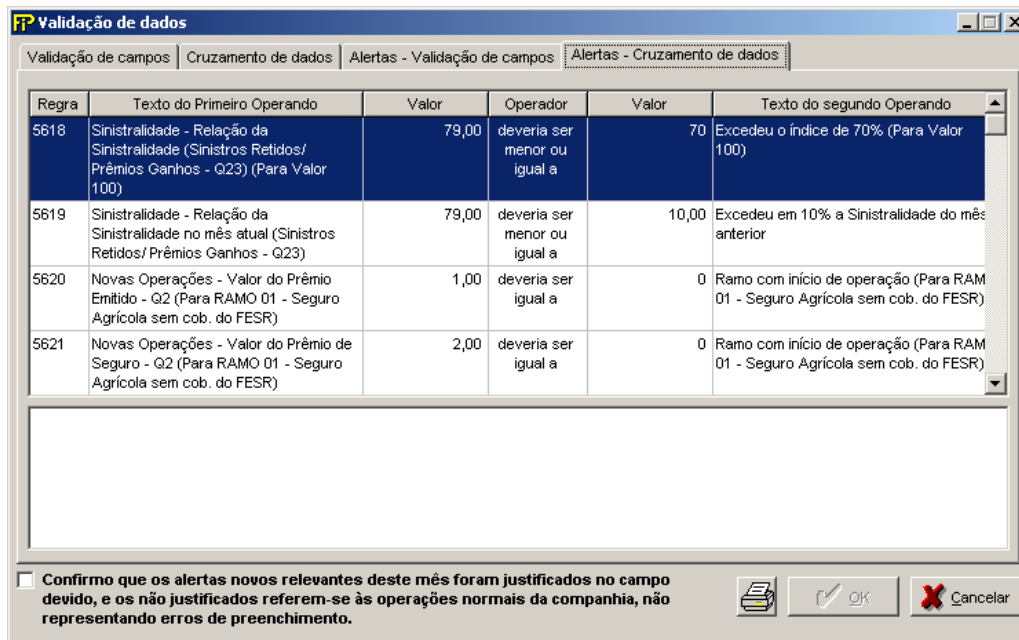 FIP Validação de dados
Validação de campos Cruzamento de dados Alertas - Validação de campos Alertas - Cruzamento de dados
Regra Texto do Primeiro Operando Valor Operador Valor Texto do segundo Operando
5618 Sinistralidade - Relação da 79,00 deveria ser 70 Excedeu o índice de 70% (Para Valor
Sinistralidade (Sinistros Retidos/ menor ou 100)
Prêmios Ganhos - Q23) (Para Valor igual a
100)
5619 Sinistralidade - Relação da 79,00 deveria ser 10,00 Excedeu em 10% a Sinistralidade do mês
Sinistralidade no mês atual (Sinistros menor ou anterior
Retidos/ Prêmios Ganhos - Q23) igual a
5620 Novas Operações - Valor do Prêmio 1,00 deveria ser 0 Ramo com início de operação (Para RAM
Emitido - Q2 (Para RAMO 01 - Seguro igual a 01 - Seguro Agrícola sem cob. do FESR)
Agrícola sem cob. do FESR)
5621 Novas Operações - Valor do Prêmio de 2,00 deveria ser 0 Ramo com início de operação (Para RAM
Seguro - Q2 (Para RAMO 01 - Seguro igual a 01 - Seguro Agrícola sem cob. do FESR)
Agrícola sem cob. do FESR)
Confirmo que os alertas novos relevantes deste mês foram justificados no campo
devido, e os não justificados referem-se às operações normais da companhia, não
representando erros de preenchimento.
OK Cancelar